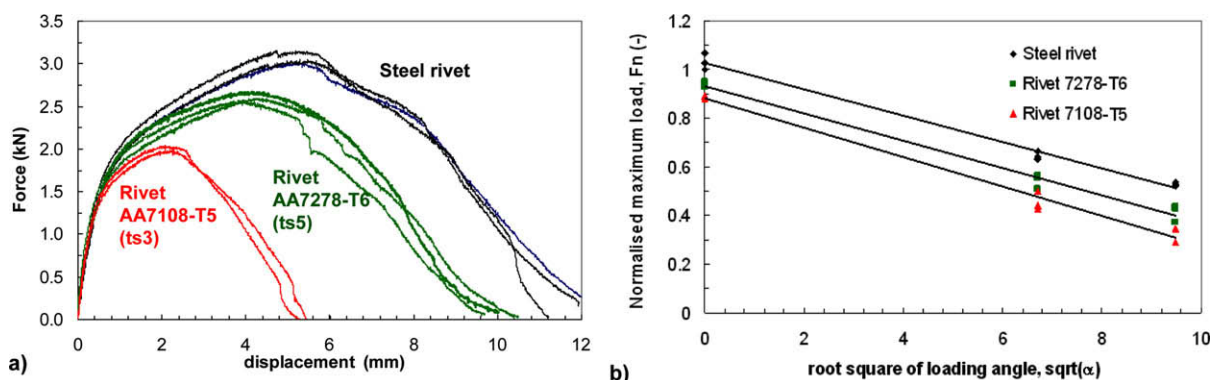 3.5
3.0
2.5
2.0
1.5
1.0
0.5
0.0
Force (kN)
Steel rivet
Rivet
AA7278-T6
(ts5)
Rivet
AA7108-T5
(ts3)
0 2 4 6 8 10 12
displacement (mm)
a)
Normalised maximum load, Fn (-)
1.2
1
0.8
0.6
0.4
0.2
0
Steel rivet
Rivet 7278-T6
Rivet 7108-T5
0 2 4 6 8 10
root square of loading angle, sqrt(α)
b)